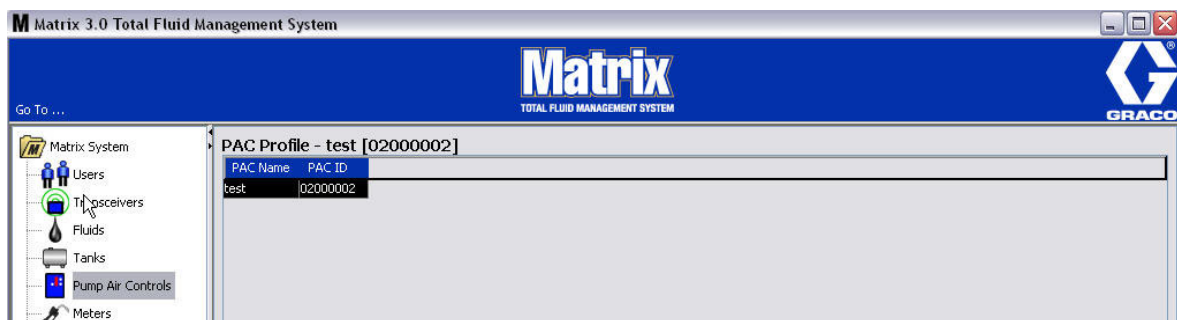 Matrix 3.0 Total Fluid Management System
Matrix
TOTAL FLUID MANAGEMENT SYSTEM
Go To ...
GRACO
Matrix System
Users
Transceivers
Fluids
Tanks
Pump Air Controls
Meters
PAC Profile - test [02000002]
PAC Name PAC ID
test 02000002